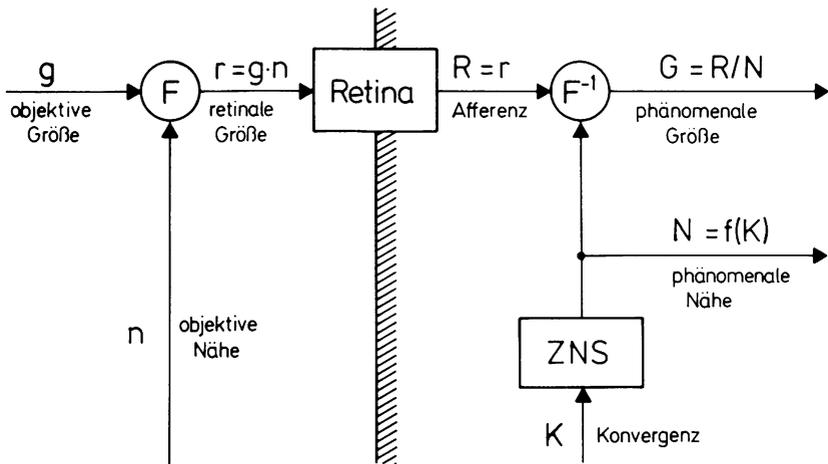 g
objektive
Größe
F
r=g·n
retinale
Größe
Retina
R = r
Afferenz
F⁻¹
G = R/N
phänomenale
Größe
N = f(K)
phänomenale
Nähe
n
objektive
Nähe
ZNS
K
Konvergenz